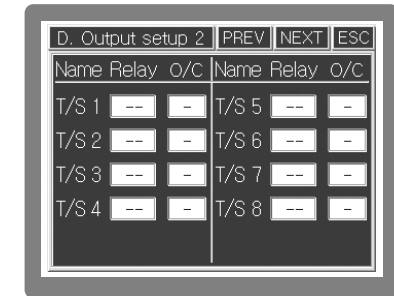 D. Output setup 2 PREV NEXT ESC
Name Relay O/C Name Relay O/C
T/S 1 -- - T/S 5 -- -
T/S 2 -- - T/S 6 -- -
T/S 3 -- - T/S 7 -- -
T/S 4 -- - T/S 8 -- -